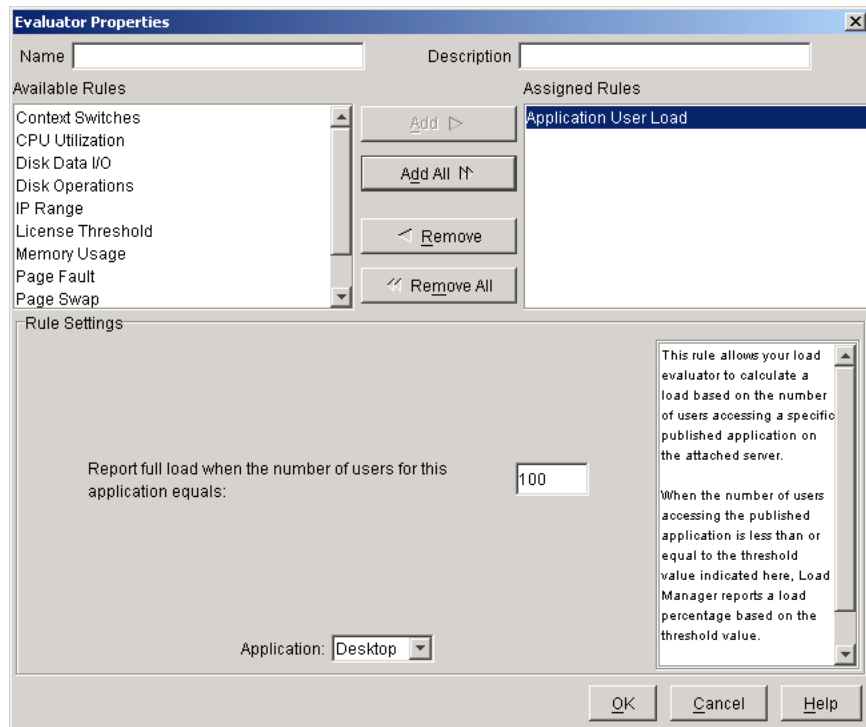 Evaluator Properties
Name
Description
Available Rules
Assigned Rules
Context Switches
CPU Utilization
Disk Data I/O
Disk Operations
IP Range
License Threshold
Memory Usage
Page Fault
Page Swap
Add
Add All
Remove
Remove All
Application User Load
Rule Settings
Report full load when the number of users for this
application equals:
100
Application: Desktop
This rule allows your load
evaluator to calculate a
load based on the number
of users accessing a specific
published application on
the attached server.
When the number of users
accessing the published
application is less than or
equal to the threshold
value indicated here, Load
Manager reports a load
percentage based on the
threshold value.
OK
Cancel
Help